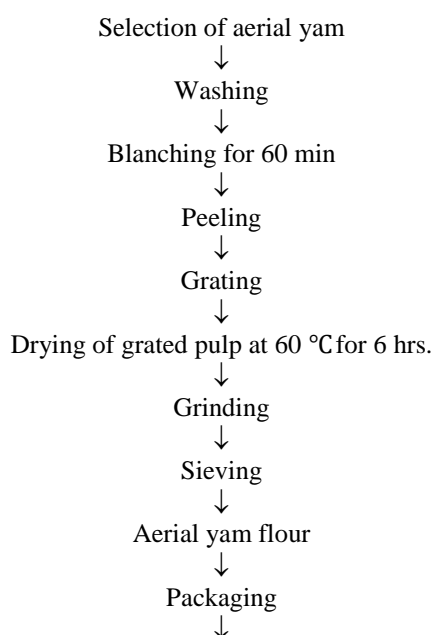 Selection of aerial yam
↓
Washing
↓
Blanching for 60 min
↓
Peeling
↓
Grating
↓
Drying of grated pulp at 60 ℃ for 6 hrs.
↓
Grinding
↓
Sieving
↓
Aerial yam flour
↓
Packaging
↓